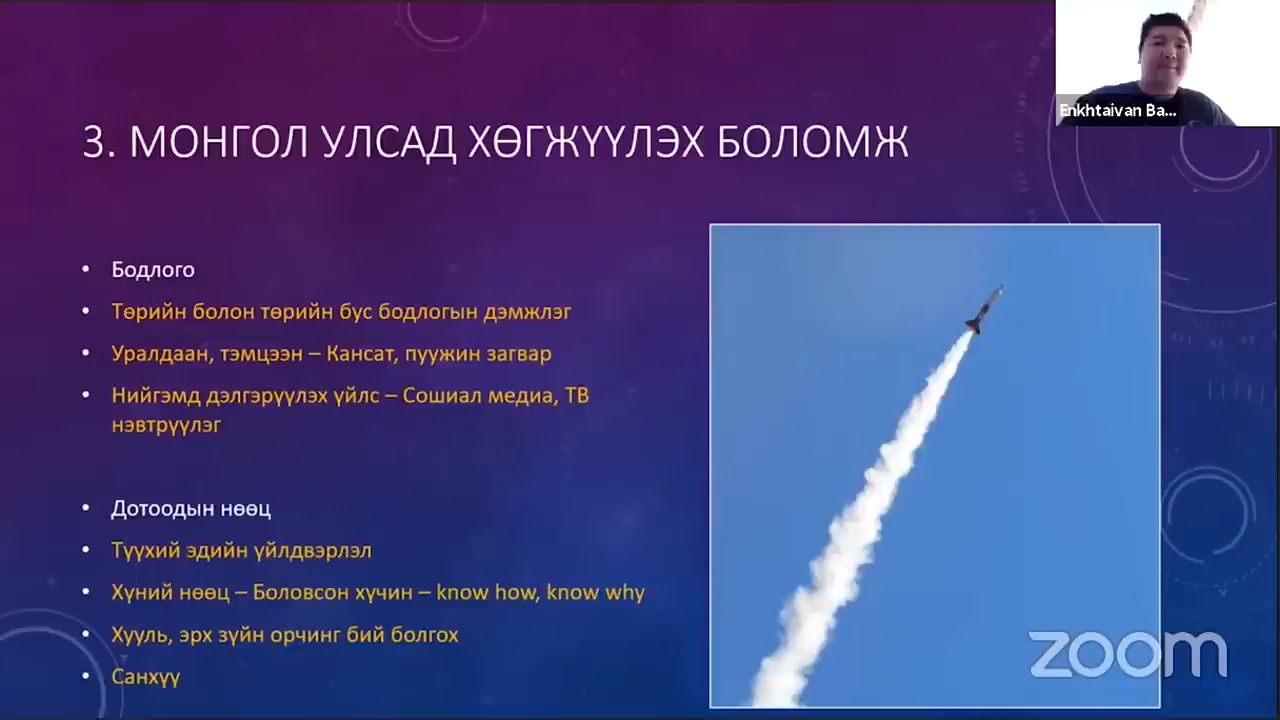 Enkhtaivan Ba...
3. МОНГОЛ УЛСАД ХӨГЖҮҮЛЭХ БОЛОМЖ
• Бодлого
• Төрийн болон төрийн бус бодлогын дэмжлэг
• Уралдаан, тэмцээн – Кансат, пуужин загвар
• Нийгэмд дэлгэрүүлэх үйлс – Сошиал медиа, ТВ
нэвтрүүлэг
• Дотоодын нөөц
• Түүхий эдийн үйлдвэрлэл
• Хүний нөөц – Боловсон хүчин – know how, know why
• Хууль, эрх зүйн орчинг бий болгох
• Санхүү
zoom